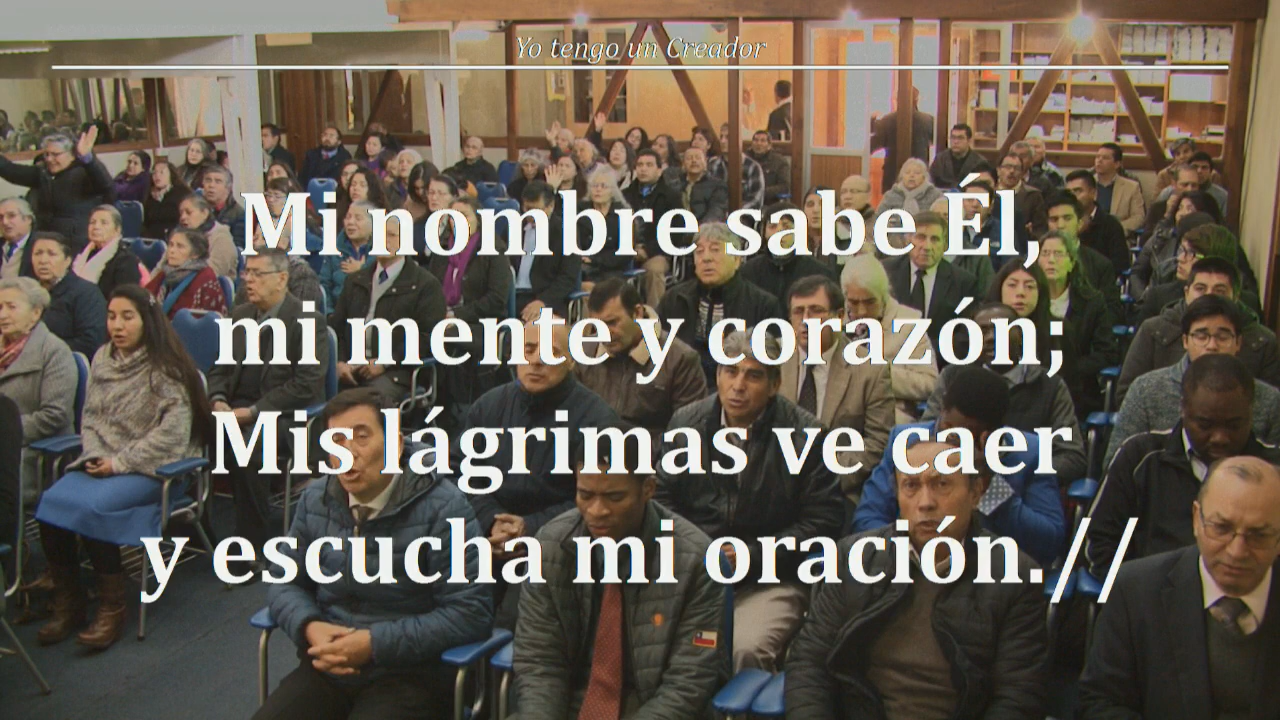 Yo tengo un Creador
Mi nombre sabe Él,
mi mente y corazón;
Mis lágrimas ve caer
y escucha mi oración.//